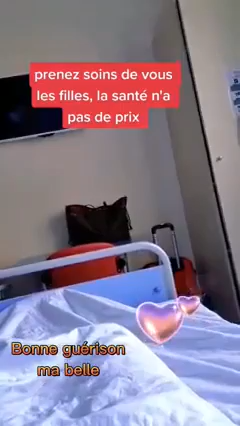 prenez soins de vous
les filles, la santé n'a
pas de prix
Bonne guérison
ma belle